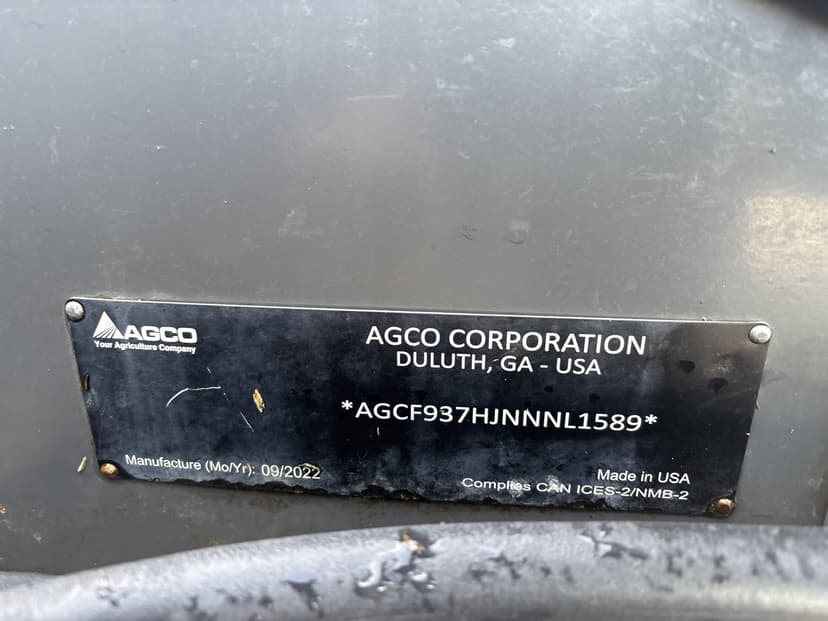 AGCO
Your Agriculture Company
AGCO CORPORATION
DULUTH, GA - USA
*AGCF937HJNNNL1589*
Manufacture (Mo/Yr): 09/2022
Made in USA
Complies CAN ICES-2/NMB-2